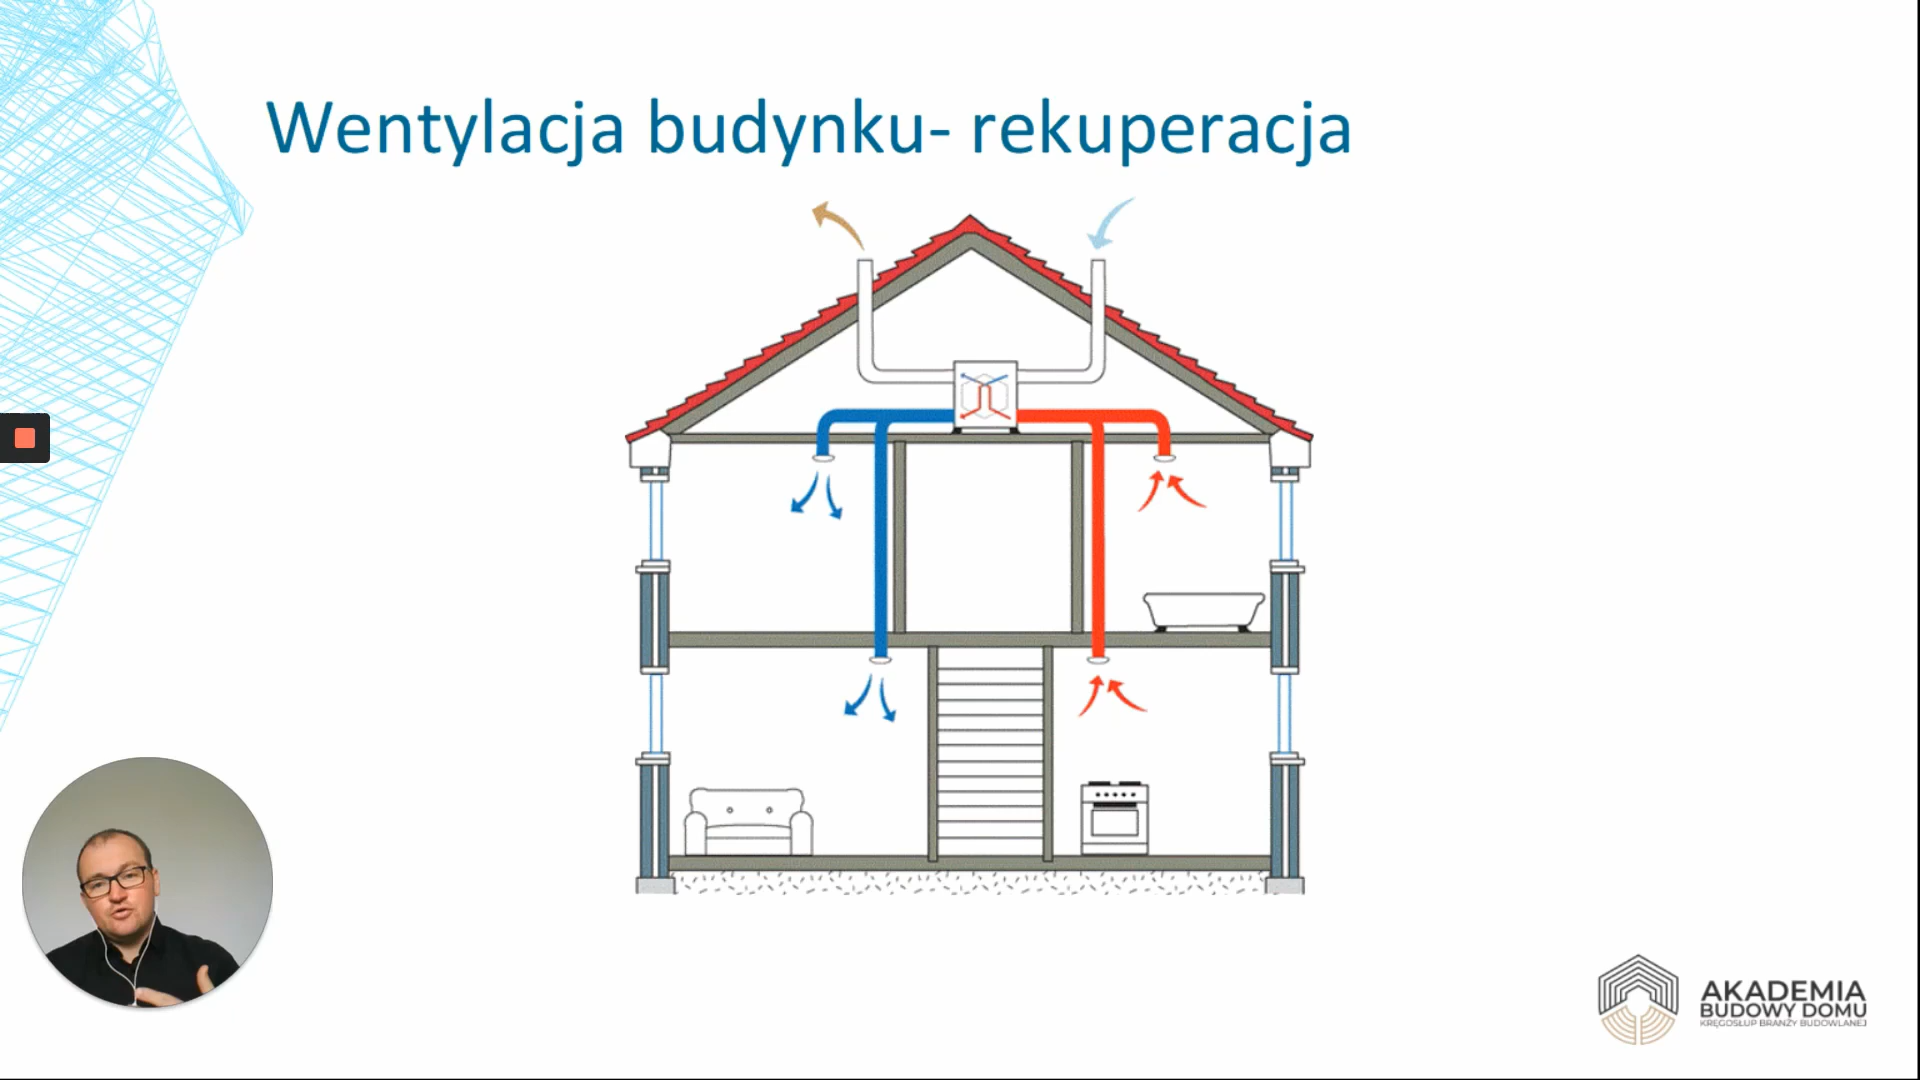 Wentylacja budynku- rekuperacja
AKADEMIA
BUDOWY DOMU
KRĘGOSŁUP BRANŻY BUDOWLANEJ